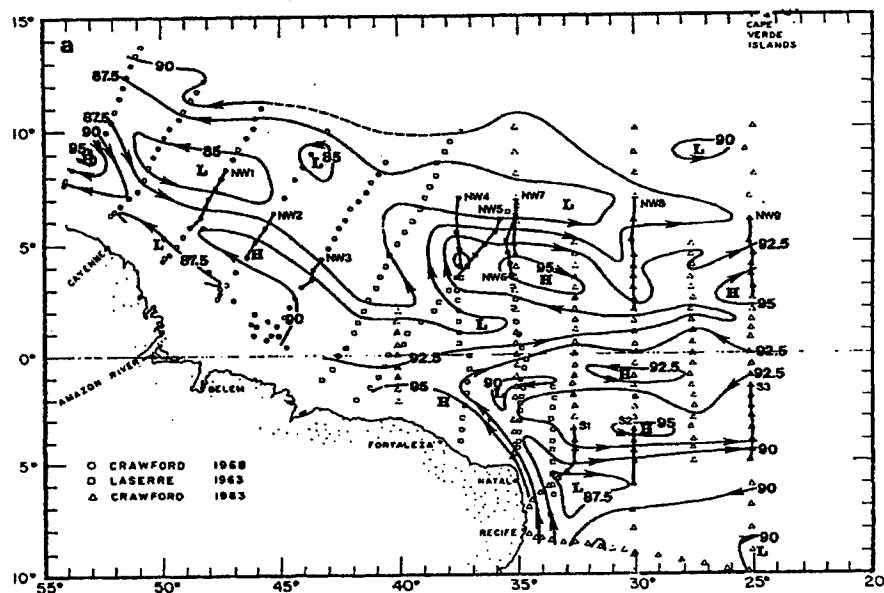 a
CAPE
VERDE
ISLANDS
15°
10°
5°
0°
5°
10°
55°
50°
45°
40°
35°
30°
25°
20
90
87.5
87.5
90
95
H
85
L
L
85
90
L
L
NW1
NW2
NW3
NW4
NW5
NW6
NW7
NW8
NW9
H
L
87.5
90
95
H
92.5
H
95
L
92.5
95
H
92.5
92.5
90
L
H
92.5
S1
S2
S3
H
95
90
L
87.5
90
90
L
CAYENNE
AMAZON RIVER
BELEM
FORTALEZA
NATAL
RECIFE
○ CRAWFORD 1968
□ LASERRE 1963
△ CRAWFORD 1983